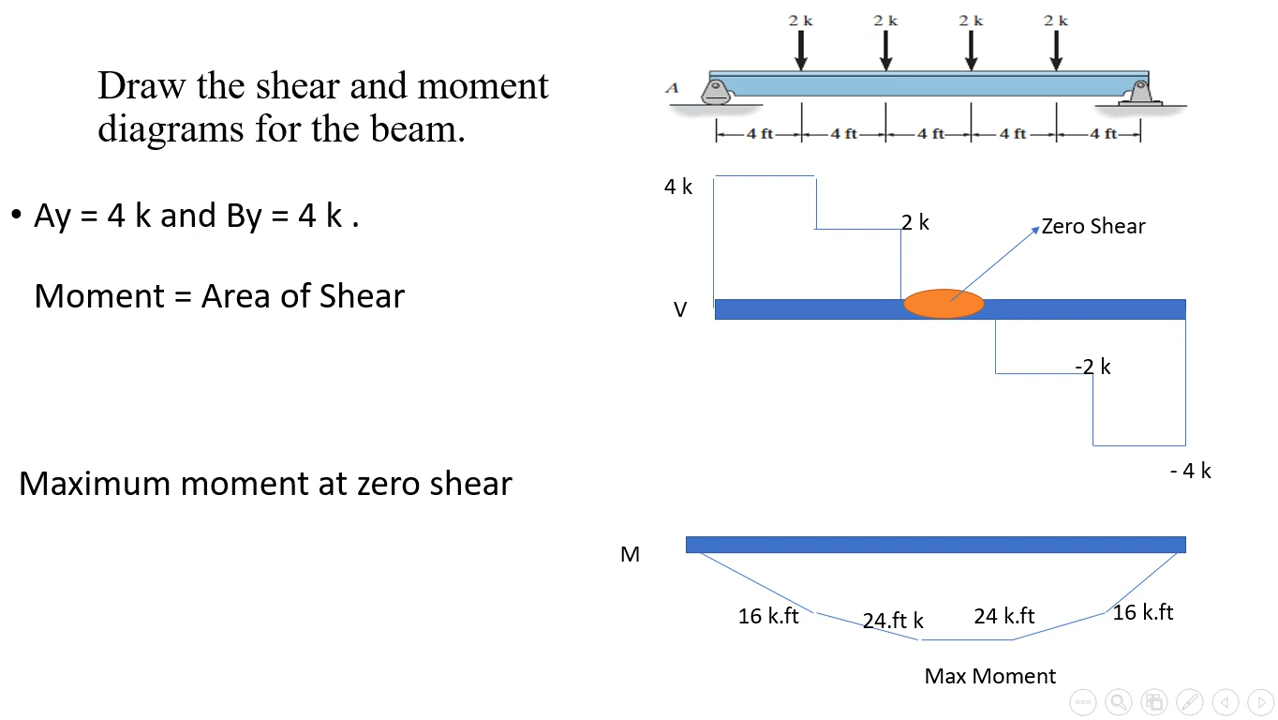 2 k 2 k 2 k 2 k
Draw the shear and moment
diagrams for the beam.
A
4 ft 4 ft 4 ft 4 ft 4 ft
4 k
• Ay = 4 k and By = 4 k .
2 k
Zero Shear
Moment = Area of Shear
V
-2 k
- 4 k
Maximum moment at zero shear
M
16 k.ft 24.ft k 24 k.ft 16 k.ft
Max Moment